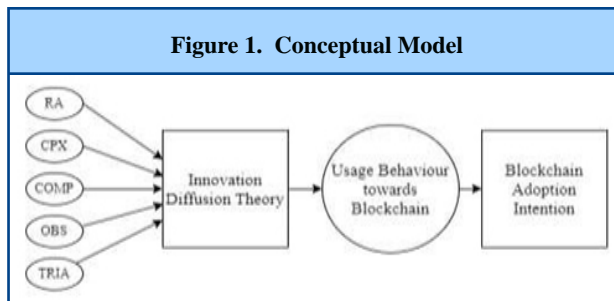 Figure 1. Conceptual Model
RA
CPX
COMP
OBS
TRIA
Innovation
Diffusion Theory
Usage Behaviour
towards
Blockchain
Blockchain
Adoption
Intention